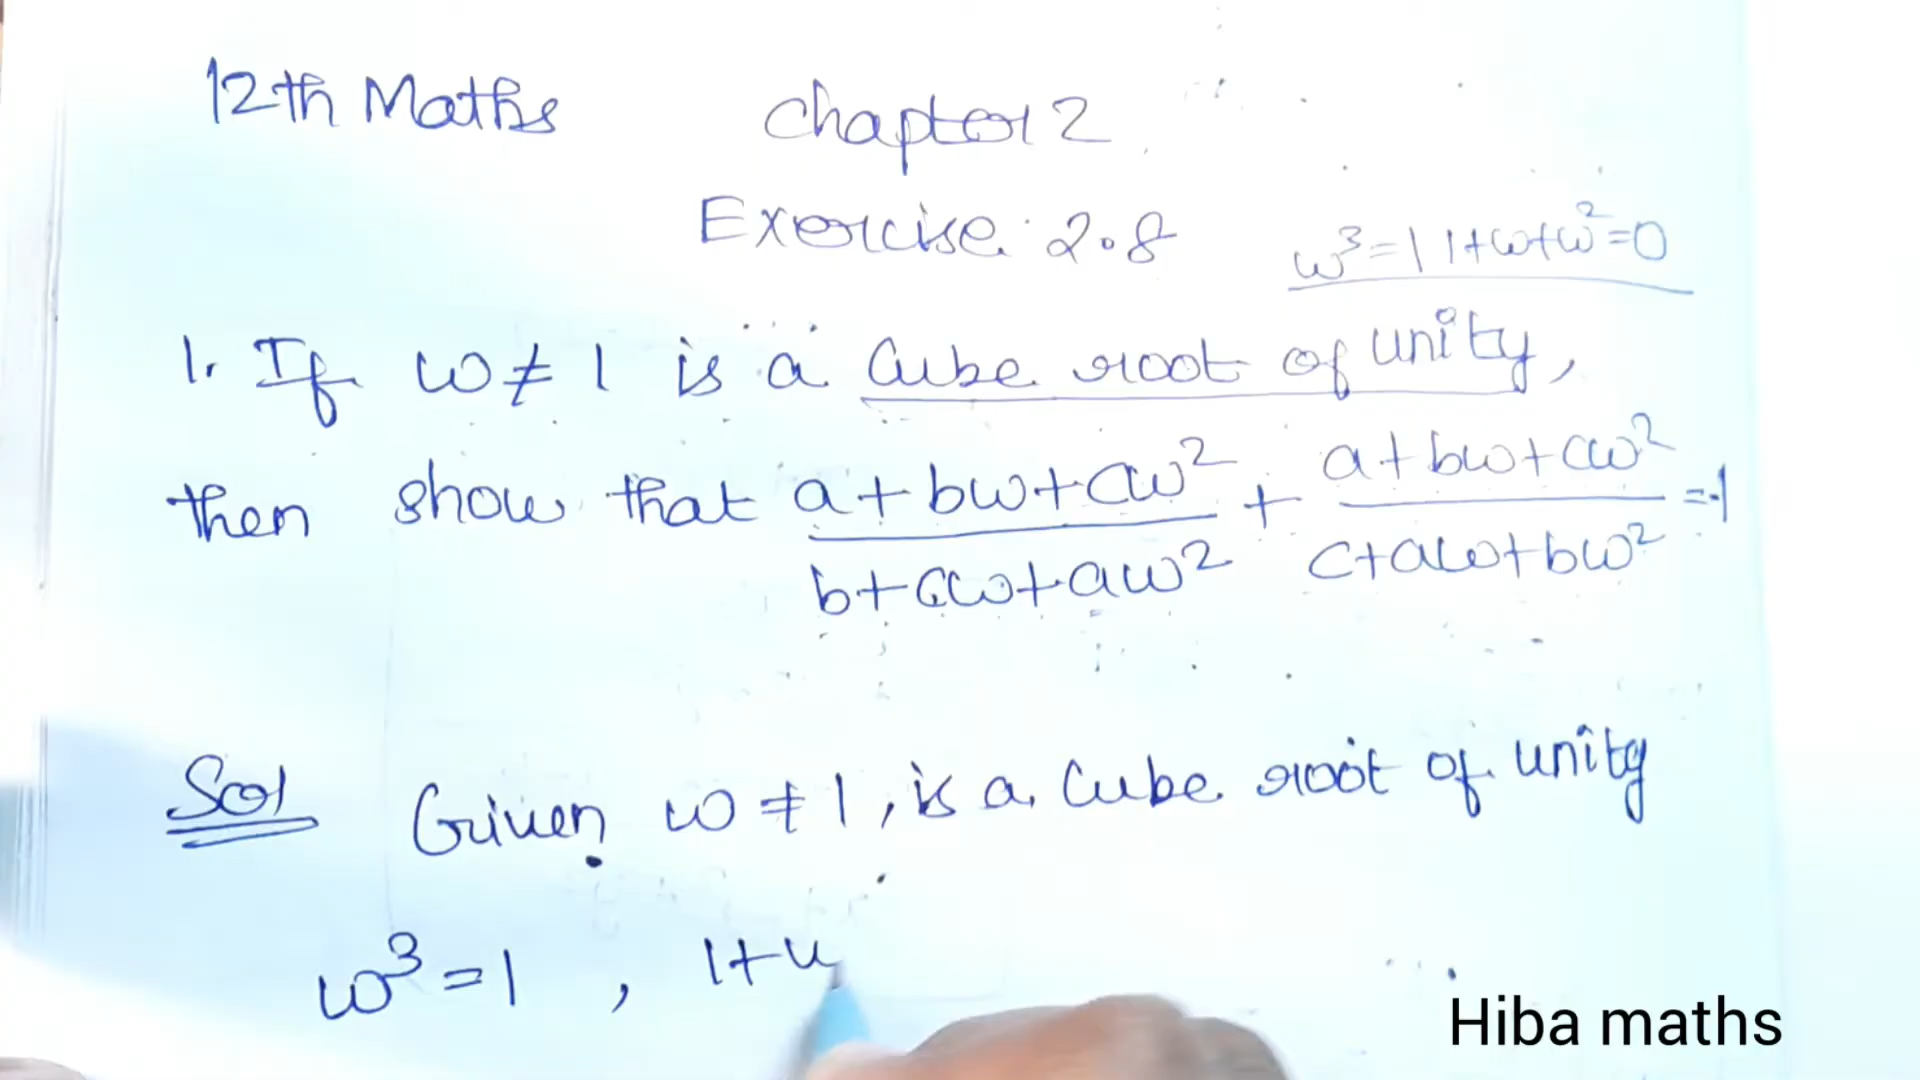 12th Maths Chapter 2
Exercise 2.8
ω³=1 1+ω+ω²=0
1. If ω≠1 is a Cube root of unity,
then show that (a+bω+cω²)/(b+cω+aω²) + (a+bω+cω²)/(c+aω+bω²) =-1
Sol Given ω≠1, is a Cube root of unity
ω³=1 , 1+ω
Hiba maths